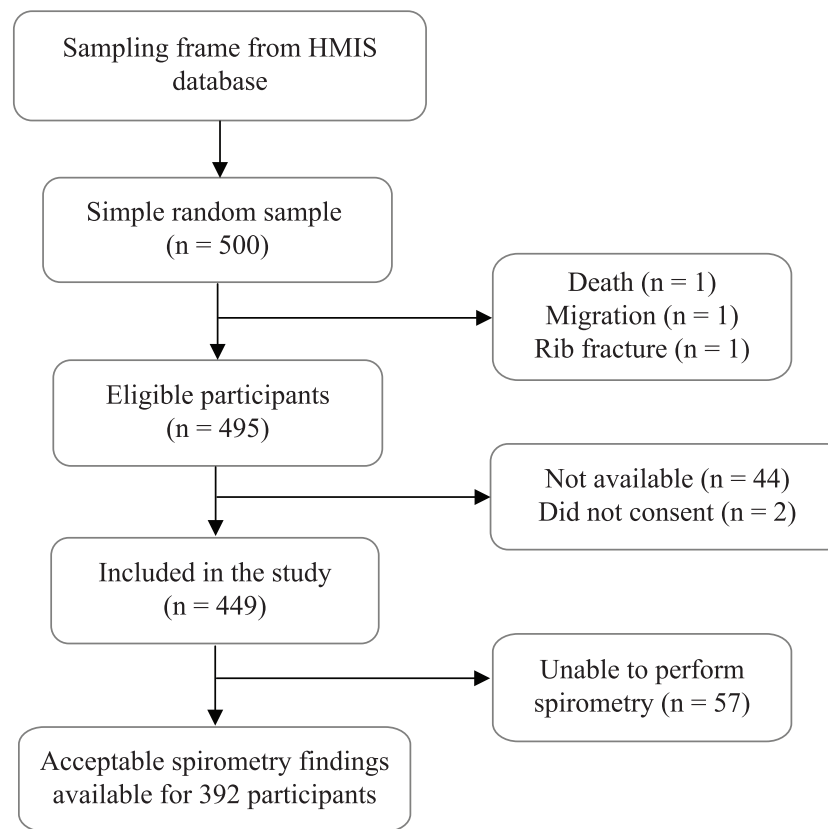 Sampling frame from HMIS
database
Simple random sample
(n = 500)
Death (n = 1)
Migration (n = 1)
Rib fracture (n = 1)
Eligible participants
(n = 495)
Not available (n = 44)
Did not consent (n = 2)
Included in the study
(n = 449)
Unable to perform
spirometry (n = 57)
Acceptable spirometry findings
available for 392 participants